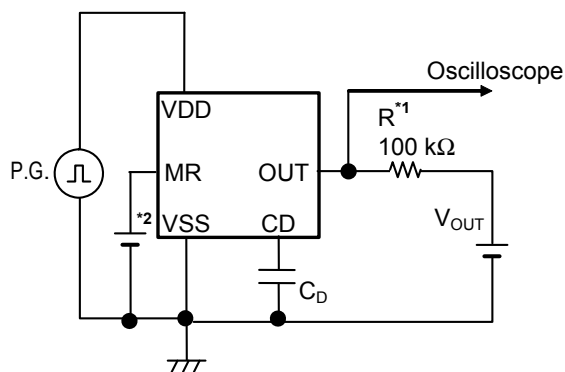 Oscilloscope
VDD
R*1
100 kΩ
P.G.
MR
OUT
*2
VSS
CD
VOUT
CD